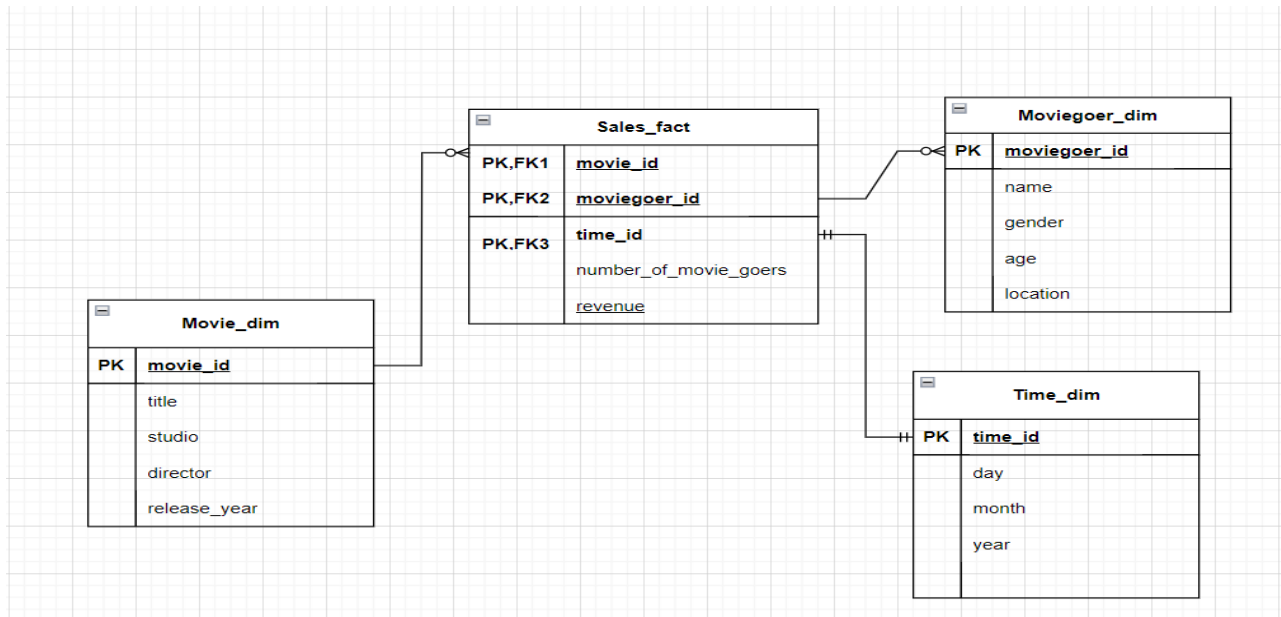 Sales_fact
PK,FK1 movie_id
PK,FK2 moviegoer_id
PK,FK3 time_id
number_of_movie_goers
revenue
Moviegoer_dim
PK moviegoer_id
name
gender
age
location
Movie_dim
PK movie_id
title
studio
director
release_year
Time_dim
PK time_id
day
month
year